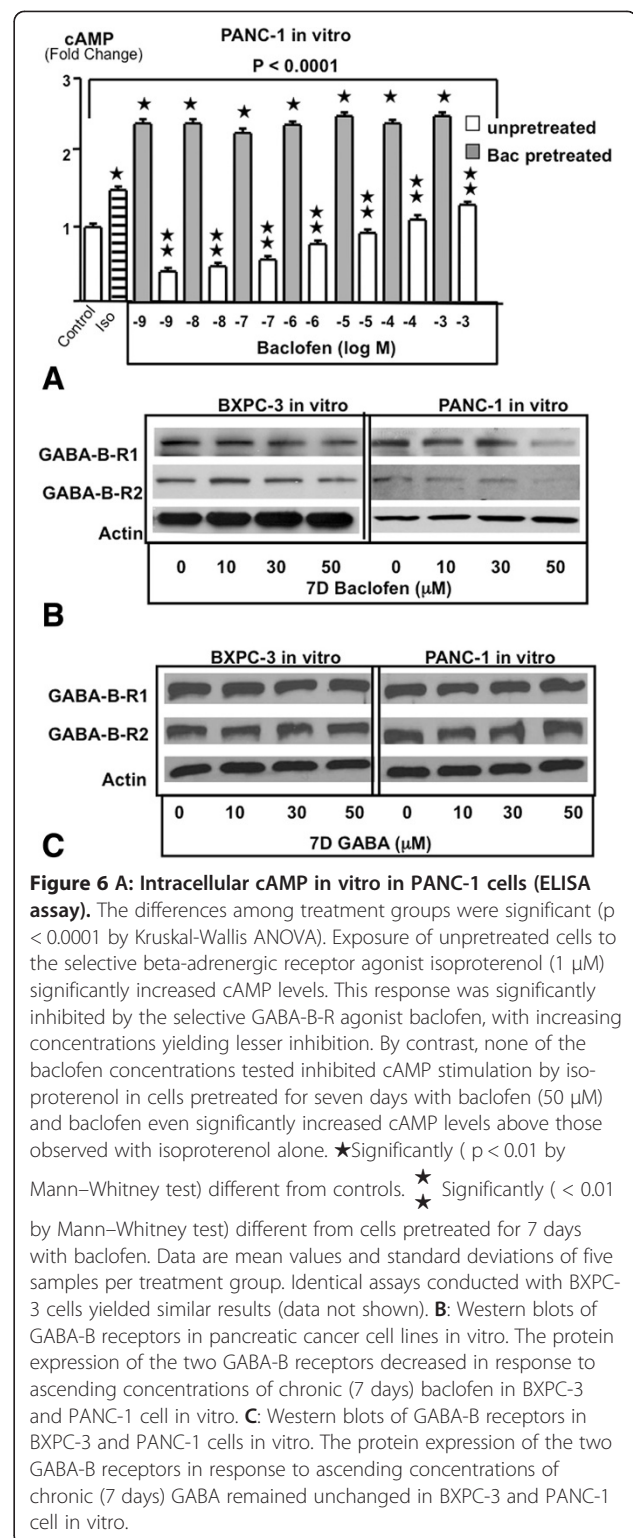 cAMP
(Fold Change)
PANC-1 in vitro
P < 0.0001
3
2
1
unpretreated
Bac pretreated
Control
Iso
-9 -9 -8 -8 -7 -7 -6 -6 -5 -5 -4 -4 -3 -3
Baclofen (log M)
A
BXPC-3 in vitro PANC-1 in vitro
GABA-B-R1
GABA-B-R2
Actin
0 10 30 50 0 10 30 50
7D Baclofen (µM)
B
BXPC-3 in vitro PANC-1 in vitro
GABA-B-R1
GABA-B-R2
Actin
0 10 30 50 0 10 30 50
7D GABA (µM)
C
Figure 6 A: Intracellular cAMP in vitro in PANC-1 cells (ELISA
assay). The differences among treatment groups were significant (p
< 0.0001 by Kruskal-Wallis ANOVA). Exposure of unpretreated cells to
the selective beta-adrenergic receptor agonist isoproterenol (1 µM)
significantly increased cAMP levels. This response was significantly
inhibited by the selective GABA-B-R agonist baclofen, with increasing
concentrations yielding lesser inhibition. By contrast, none of the
baclofen concentrations tested inhibited cAMP stimulation by iso-
proterenol in cells pretreated for seven days with baclofen (50 µM)
and baclofen even significantly increased cAMP levels above those
observed with isoproterenol alone. ★Significantly ( p < 0.01 by
Mann–Whitney test) different from controls. ★★ Significantly ( < 0.01
by Mann–Whitney test) different from cells pretreated for 7 days
with baclofen. Data are mean values and standard deviations of five
samples per treatment group. Identical assays conducted with BXPC-
3 cells yielded similar results (data not shown). B: Western blots of
GABA-B receptors in pancreatic cancer cell lines in vitro. The protein
expression of the two GABA-B receptors decreased in response to
ascending concentrations of chronic (7 days) baclofen in BXPC-3
and PANC-1 cell in vitro. C: Western blots of GABA-B receptors in
BXPC-3 and PANC-1 cells in vitro. The protein expression of the two
GABA-B receptors in response to ascending concentrations of
chronic (7 days) GABA remained unchanged in BXPC-3 and PANC-1
cell in vitro.